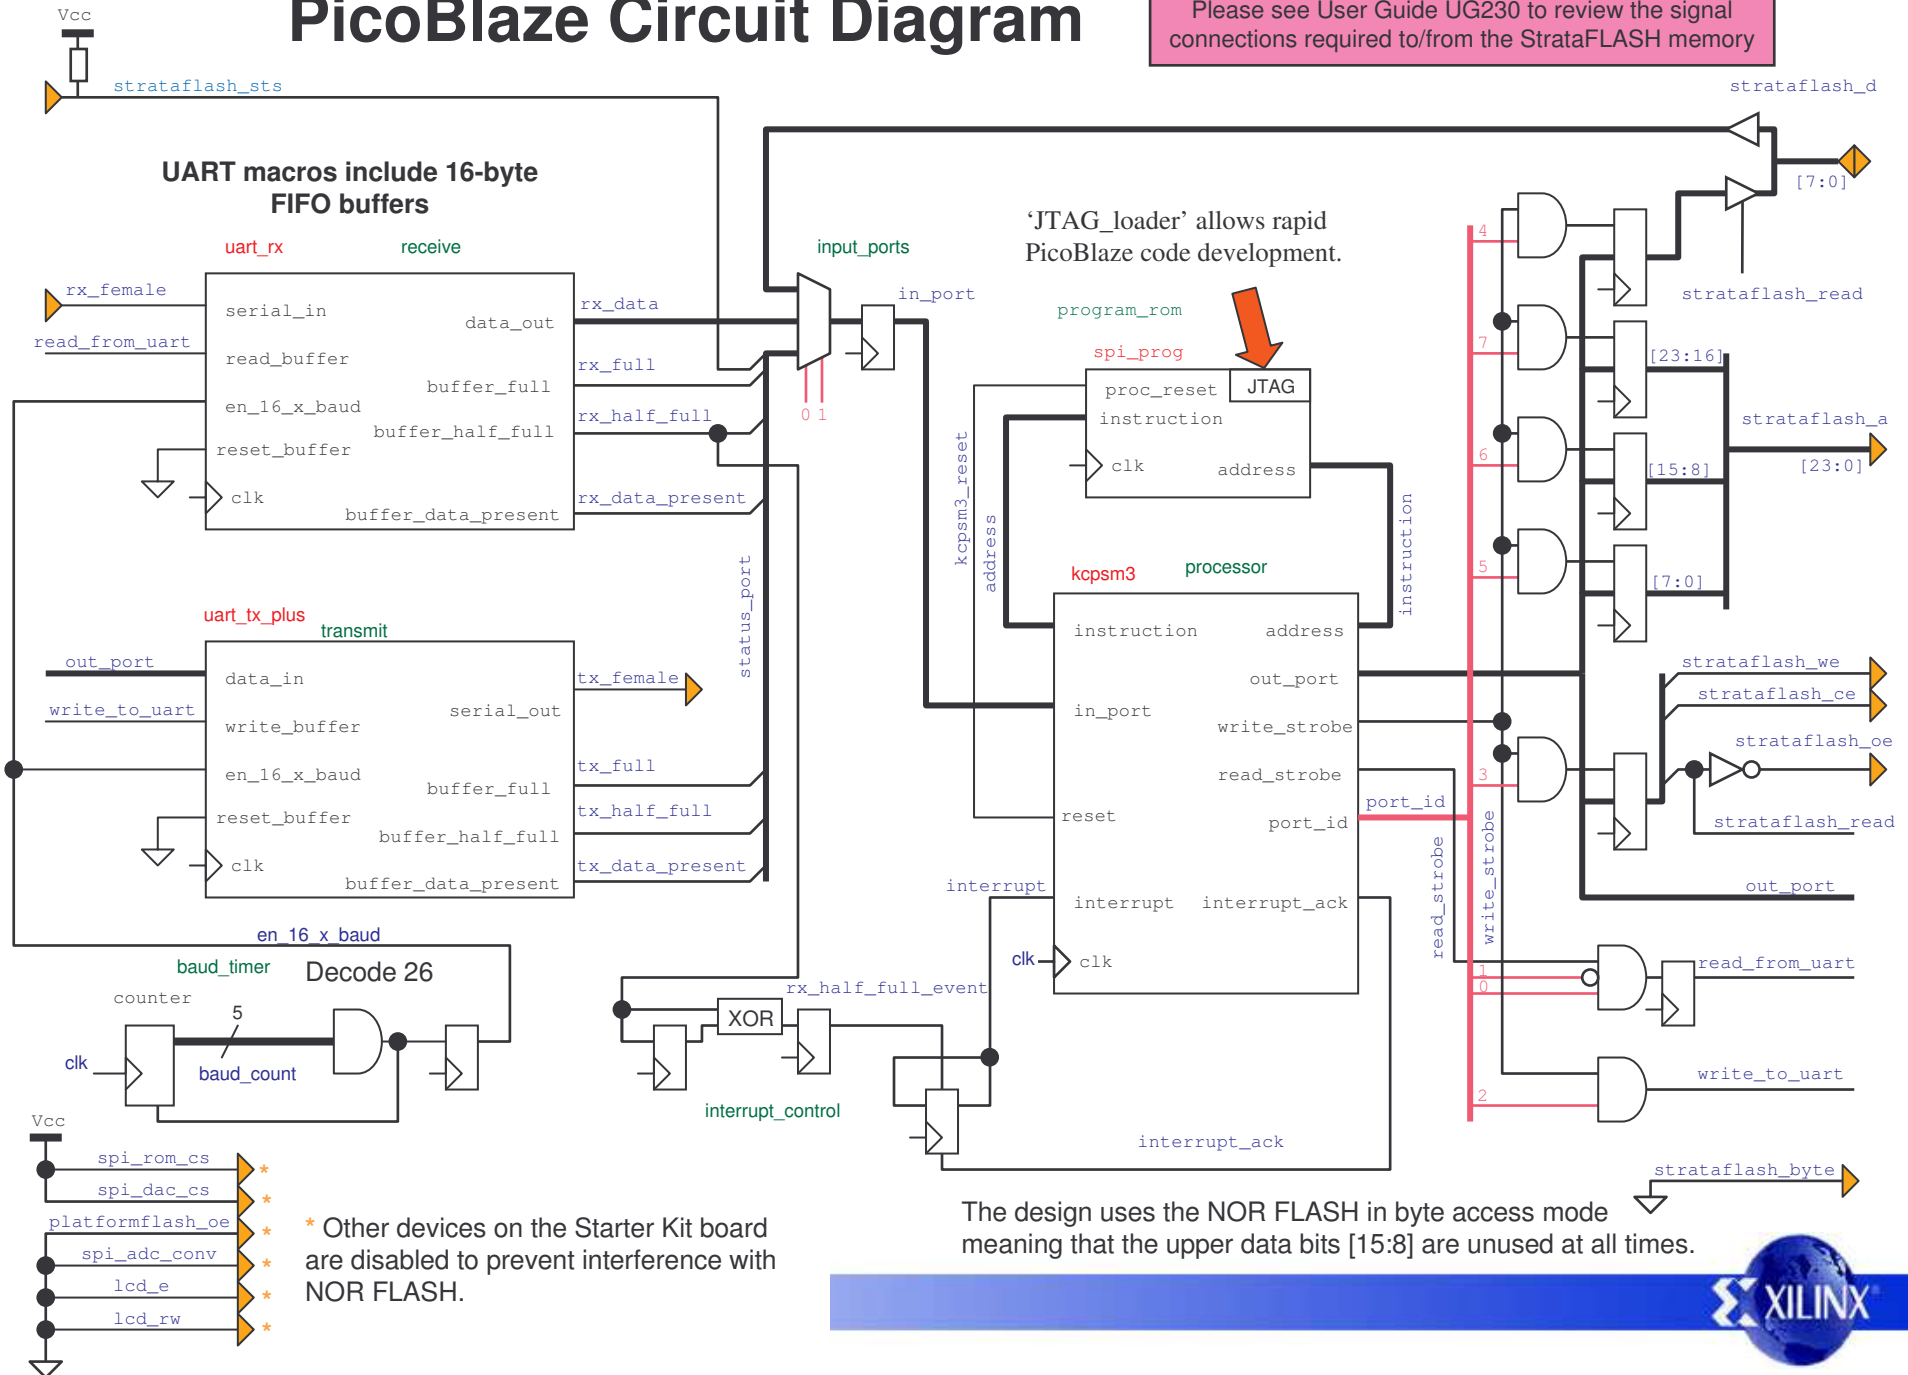 PicoBlaze Circuit Diagram
Please see User Guide UG230 to review the signal
connections required to/from the StrataFLASH memory
Vcc
strataflash_sts
strataflash_d
[7:0]
UART macros include 16-byte
FIFO buffers
‘JTAG_loader’ allows rapid
PicoBlaze code development.
uart_rx
receive
input_ports
rx_female
serial_in
read_from_uart
read_buffer
en_16_x_baud
reset_buffer
clk
data_out
buffer_full
buffer_half_full
buffer_data_present
rx_data
rx_full
rx_half_full
rx_data_present
0 1
in_port
program_rom
spi_prog
proc_reset
JTAG
instruction
clk
address
kcpsm3_reset
address
instruction
4
7
6
5
3
1
0
2
strataflash_read
[23:16]
strataflash_a
[15:8]
[23:0]
[7:0]
status_port
uart_tx_plus
transmit
out_port
data_in
write_to_uart
write_buffer
en_16_x_baud
reset_buffer
clk
serial_out
buffer_full
buffer_half_full
buffer_data_present
tx_female
tx_full
tx_half_full
tx_data_present
kcpsm3
processor
instruction
address
out_port
in_port
write_strobe
read_strobe
reset
port_id
interrupt
interrupt_ack
clk
clk
interrupt
port_id
read_strobe
write_strobe
strataflash_we
strataflash_ce
strataflash_oe
strataflash_read
out_port
read_from_uart
write_to_uart
en_16_x_baud
baud_timer
Decode 26
counter
5
clk
baud_count
rx_half_full_event
XOR
interrupt_control
interrupt_ack
Vcc
spi_rom_cs *
spi_dac_cs *
platformflash_oe *
spi_adc_conv *
lcd_e *
lcd_rw *
* Other devices on the Starter Kit board
are disabled to prevent interference with
NOR FLASH.
strataflash_byte
The design uses the NOR FLASH in byte access mode
meaning that the upper data bits [15:8] are unused at all times.
XILINX